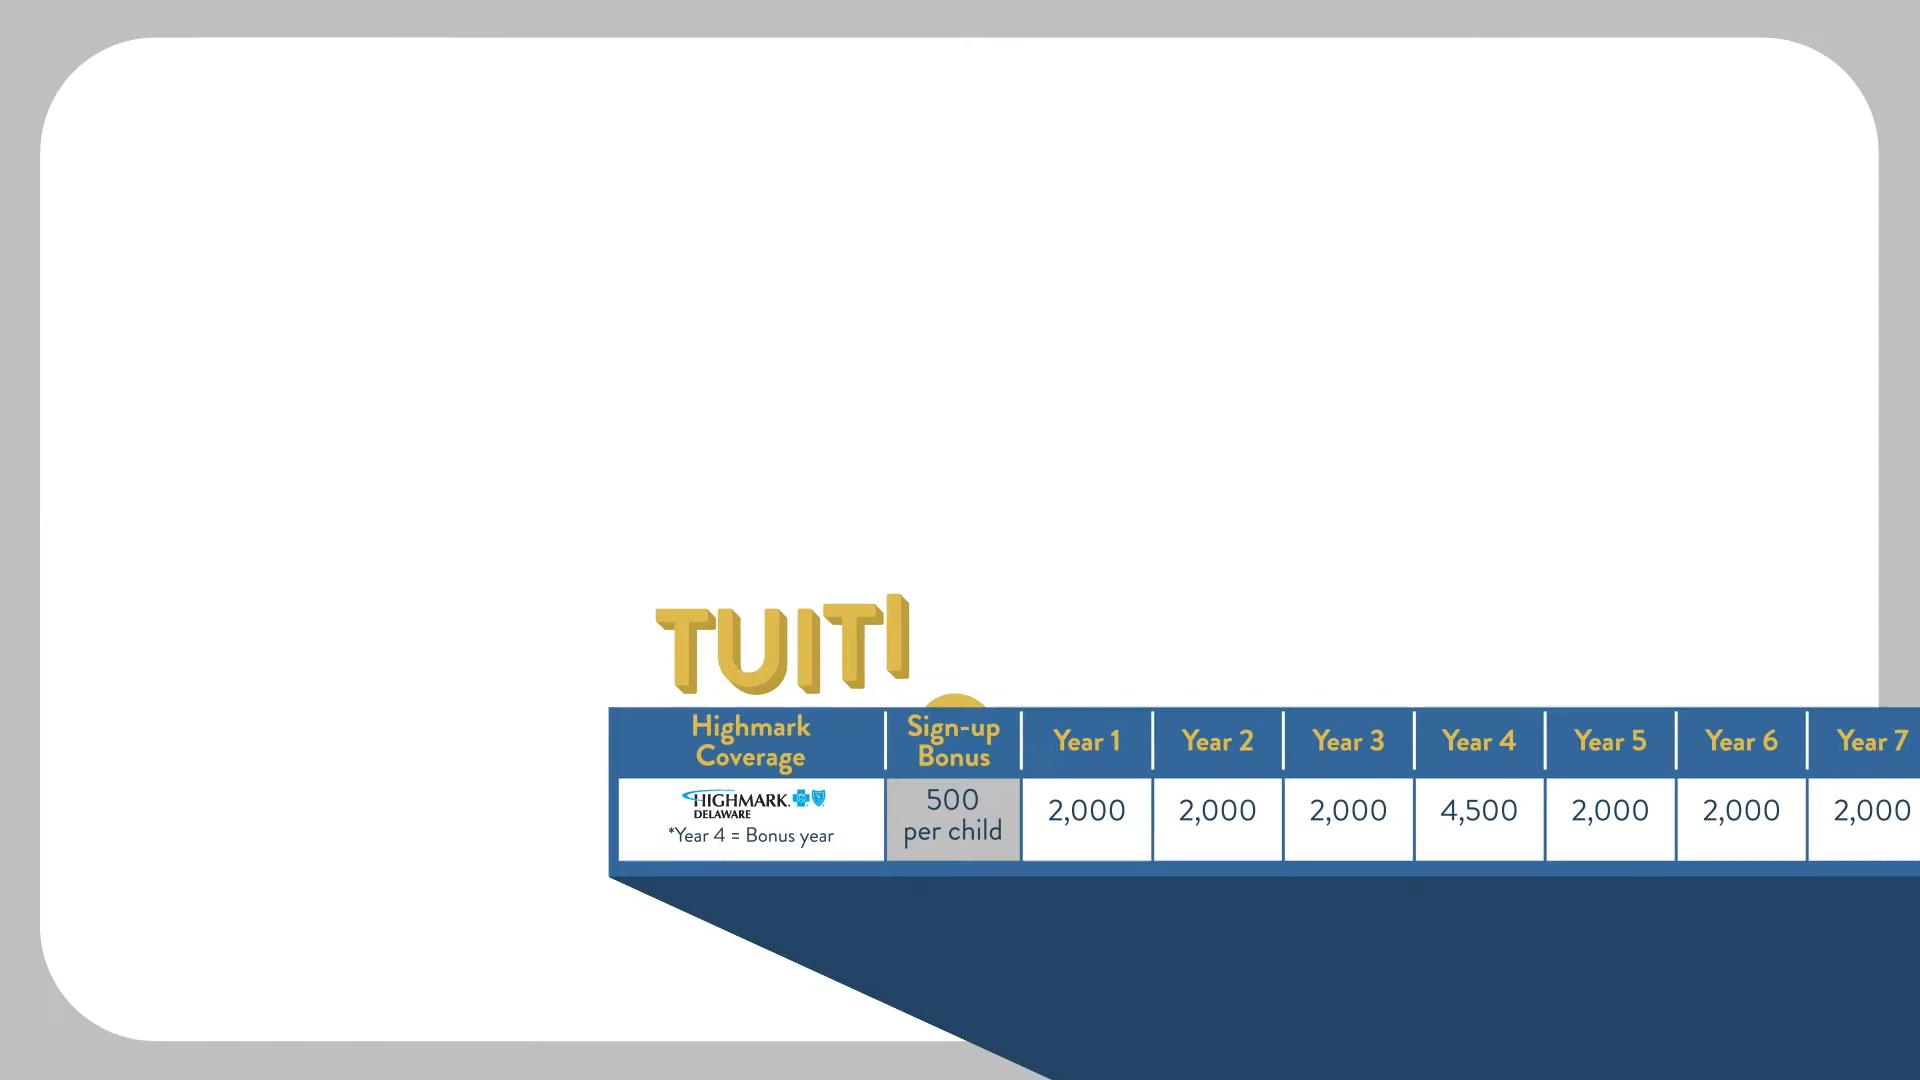 TUITI
Highmark Coverage
Sign-up Bonus
Year 1
Year 2
Year 3
Year 4
Year 5
Year 6
Year 7
HIGHMARK.
DELAWARE
*Year 4 = Bonus year
500
per child
2,000
2,000
2,000
4,500
2,000
2,000
2,000